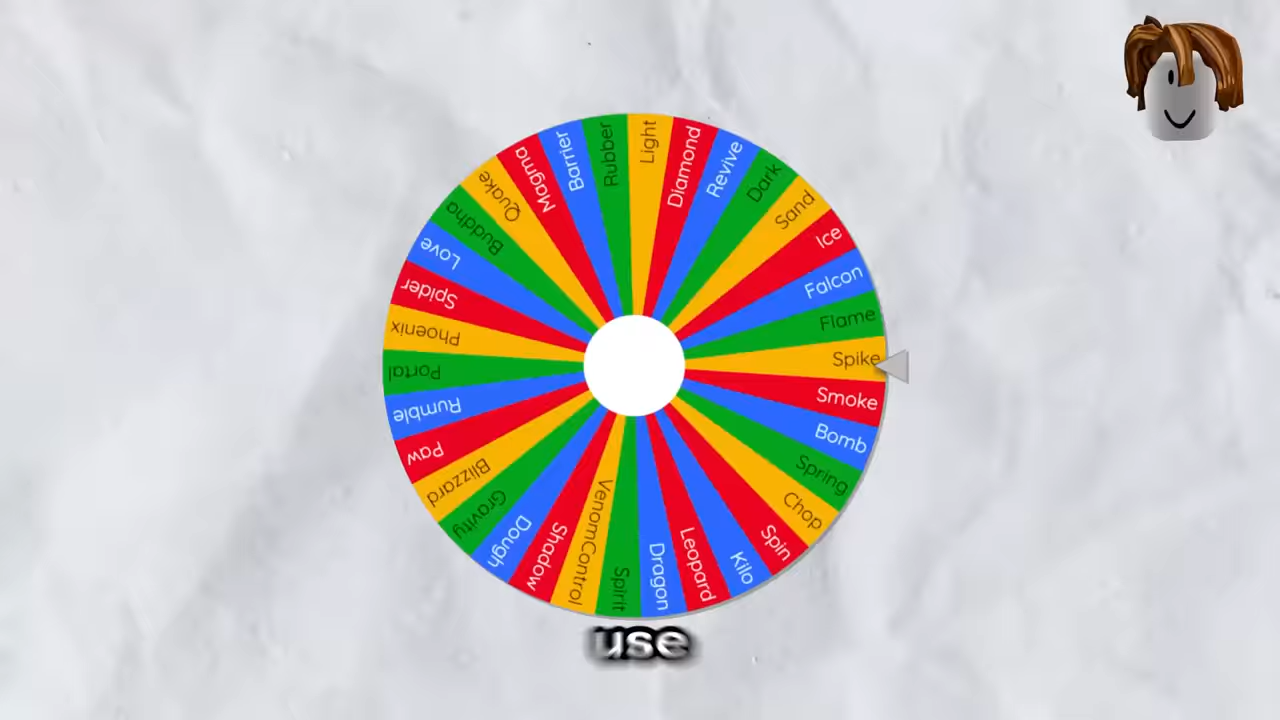 Light
Diamond
Revive
Dark
Sand
Ice
Falcon
Flame
Spike
Smoke
Bomb
Spring
Chop
Spin
Kilo
Leopard
Dragon
Spirit
VenomControl
Shadow
Dough
Gravity
Blizzard
Paw
Rumble
Portal
Phoenix
Spider
Love
Buddha
Quake
Magma
Barrier
Rubber
use